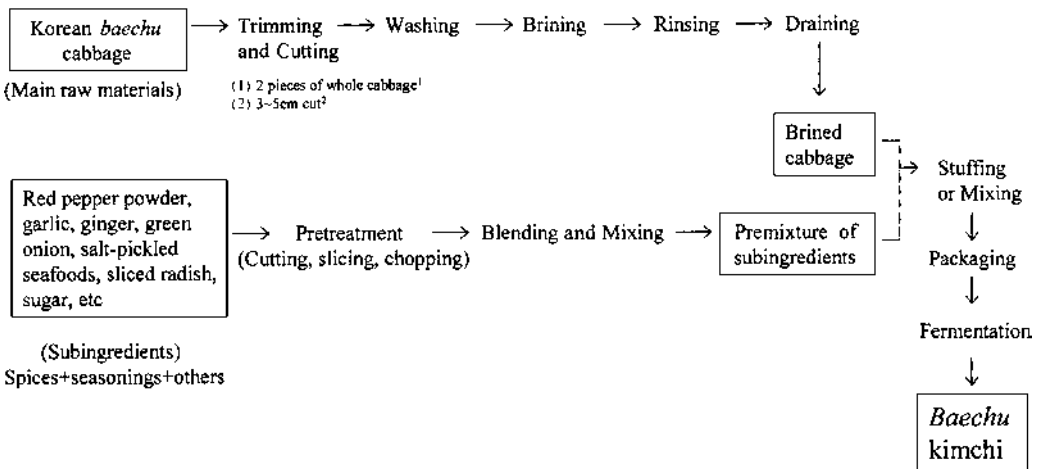 Korean baechu
cabbage
(Main raw materials)
Trimming
and Cutting
(1) 2 pieces of whole cabbage¹
(2) 3~5cm cut²
Washing
Brining
Rinsing
Draining
Brined
cabbage
Red pepper powder,
garlic, ginger, green
onion, salt-pickled
seafoods, sliced radish,
sugar, etc
(Subingredients)
Spices+seasonings+others
Pretreatment
(Cutting, slicing, chopping)
Blending and Mixing
Premixture of
subingredients
Stuffing
or Mixing
Packaging
Fermentation
Baechu
kimchi